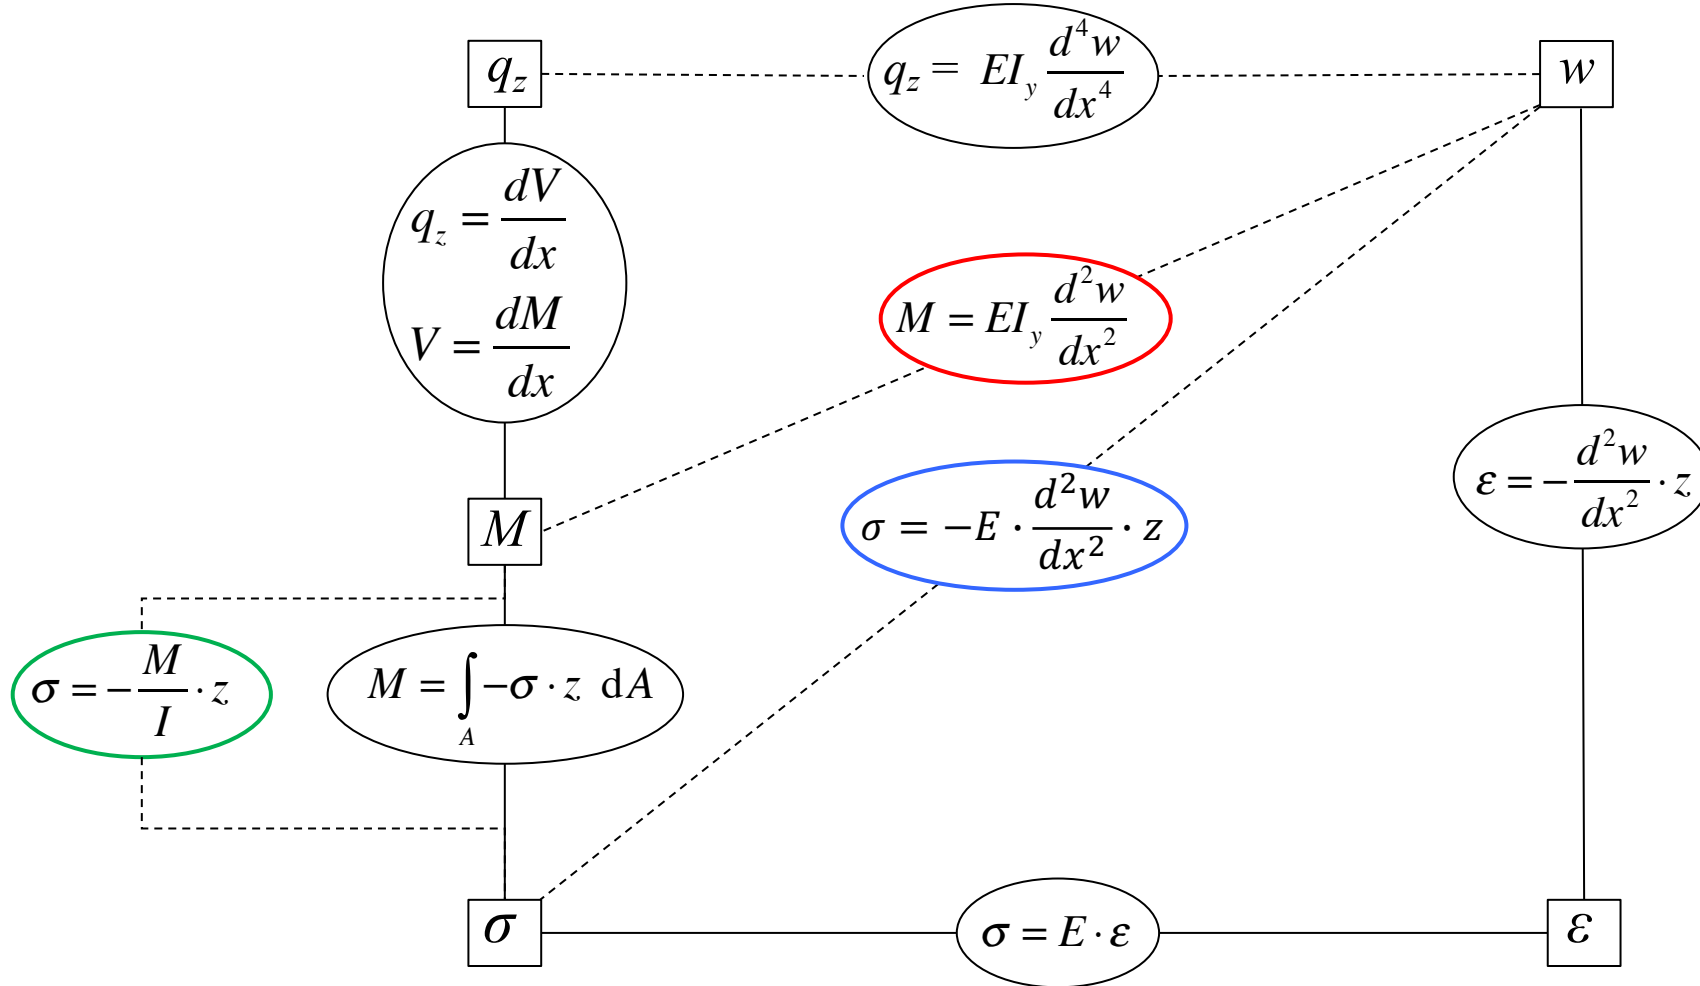 q_z
q_z = EI_y d^4w/dx^4
w
q_z = dV/dx
V = dM/dx
M = EI_y d^2w/dx^2
M
σ = −E · d^2w/dx^2 · z
ε = − d^2w/dx^2 · z
σ = − M/I · z
M = ∫_A −σ · z dA
σ
σ = E · ε
ε